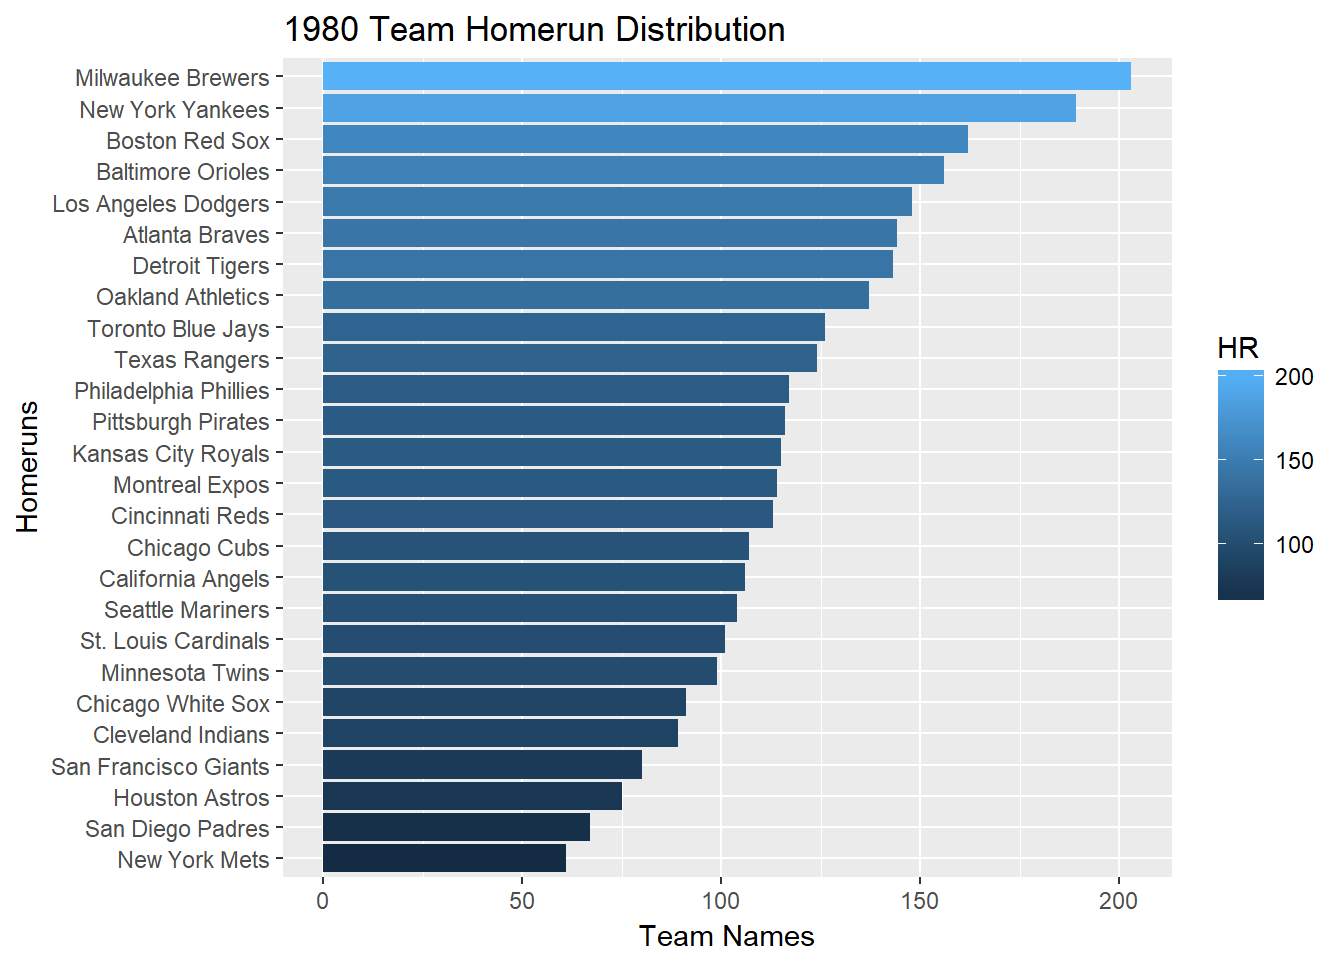 1980 Team Homerun Distribution
Milwaukee Brewers
New York Yankees
Boston Red Sox
Baltimore Orioles
Los Angeles Dodgers
Atlanta Braves
Detroit Tigers
Oakland Athletics
Toronto Blue Jays
Texas Rangers
Philadelphia Phillies
Pittsburgh Pirates
Kansas City Royals
Montreal Expos
Cincinnati Reds
Chicago Cubs
California Angels
Seattle Mariners
St. Louis Cardinals
Minnesota Twins
Chicago White Sox
Cleveland Indians
San Francisco Giants
Houston Astros
San Diego Padres
New York Mets
Homeruns
0 50 100 150 200
Team Names
HR
200
150
100